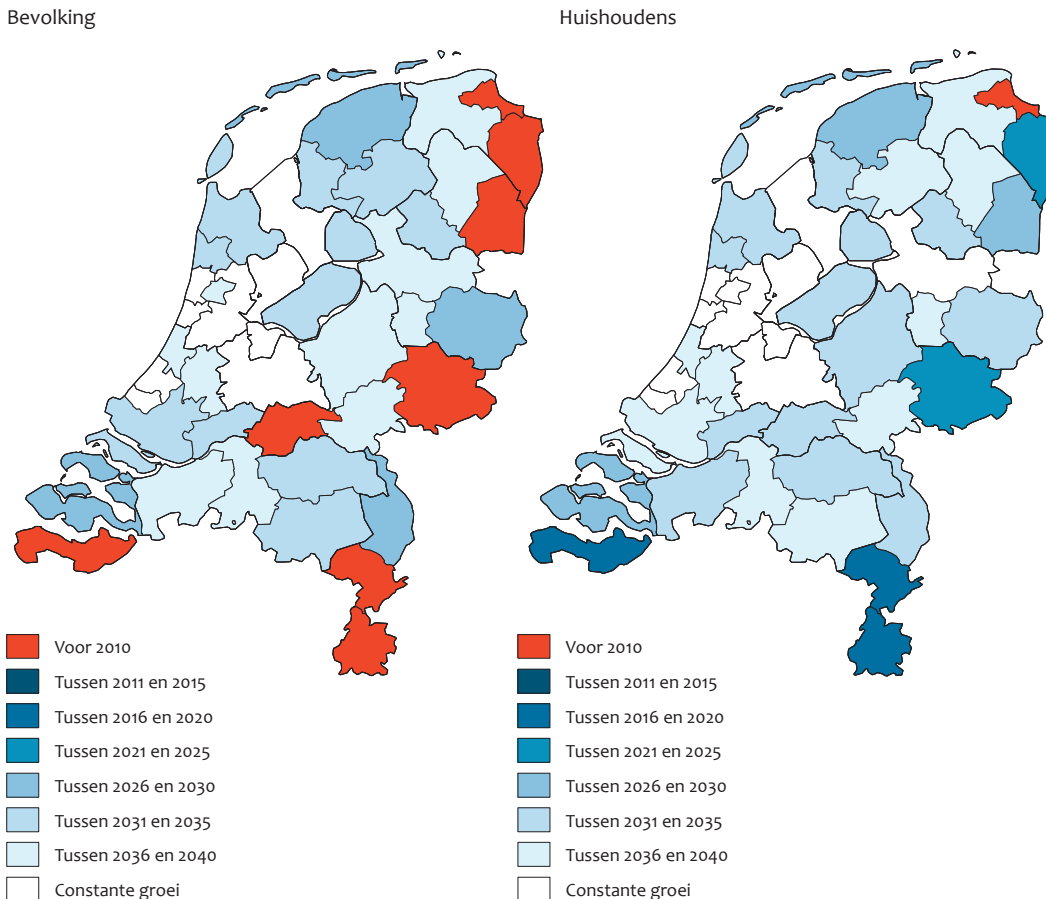 Bevolking
Huishoudens
Voor 2010
Tussen 2011 en 2015
Tussen 2016 en 2020
Tussen 2021 en 2025
Tussen 2026 en 2030
Tussen 2031 en 2035
Tussen 2036 en 2040
Constante groei
Voor 2010
Tussen 2011 en 2015
Tussen 2016 en 2020
Tussen 2021 en 2025
Tussen 2026 en 2030
Tussen 2031 en 2035
Tussen 2036 en 2040
Constante groei